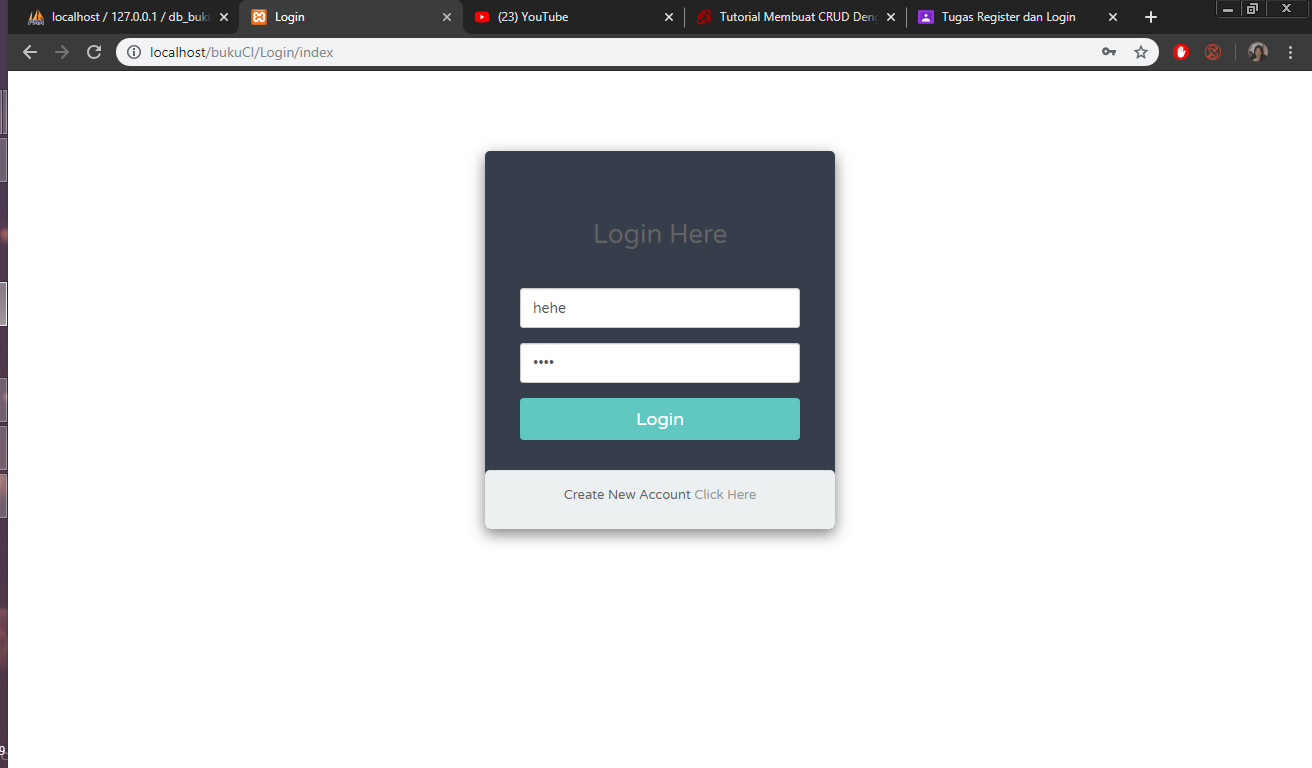 localhost / 127.0.0.1 / db_buku
Login
(23) YouTube
Tutorial Membuat CRUD Deng
Tugas Register dan Login
localhost/bukuCI/Login/index
Login Here
hehe
••••
Login
Create New Account Click Here